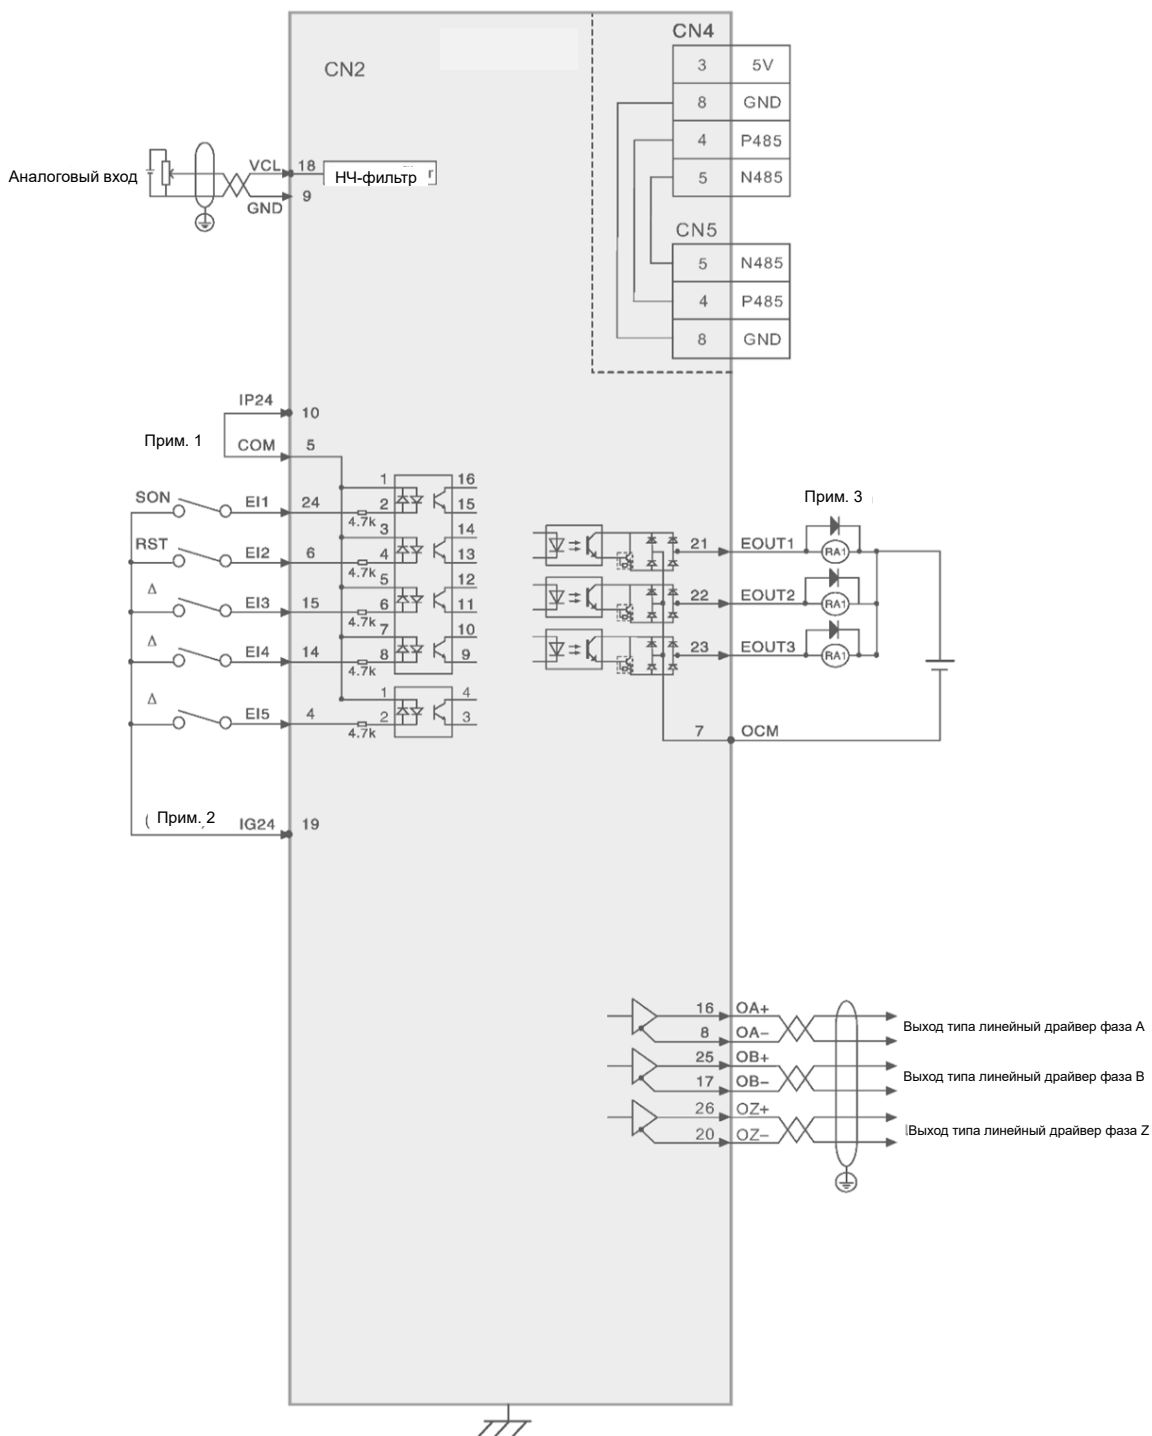 CN2
CN4
3 5V
8 GND
4 P485
5 N485
CN5
5 N485
4 P485
8 GND
Аналоговый вход
VCL 18 НЧ-фильтр r
GND 9
IP24 10
Прим. 1
COM 5
SON EI1 24 4.7k 1 2 16 15
RST EI2 6 4.7k 3 4 14 13
Δ EI3 15 4.7k 5 6 12 11
Δ EI4 14 4.7k 7 8 10 9
Δ EI5 4 4.7k 1 2 4 3
( Прим. 2
IG24 19
Прим. 3
21 EOUT1 RA1
22 EOUT2 RA1
23 EOUT3 RA1
7 OCM
16 OA+
8 OA−
Выход типа линейный драйвер фаза А
25 OB+
17 OB−
Выход типа линейный драйвер фаза В
26 OZ+
20 OZ−
Выход типа линейный драйвер фаза Z